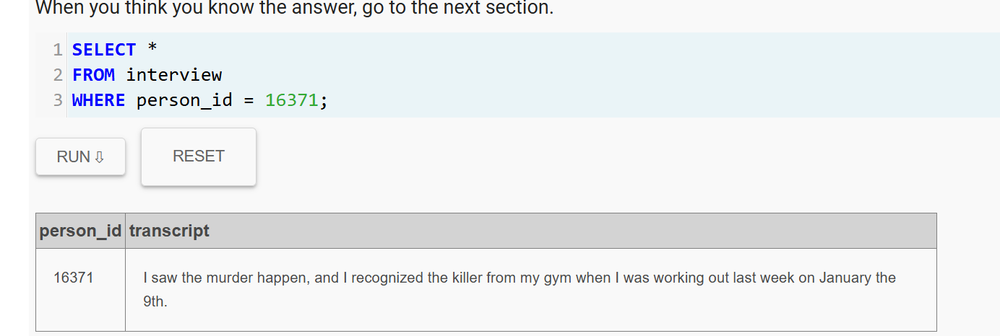 When you think you know the answer, go to the next section.
1 SELECT *
2 FROM interview
3 WHERE person_id = 16371;
RUN ⇩ RESET
person_id transcript
16371 I saw the murder happen, and I recognized the killer from my gym when I was working out last week on January the
9th.